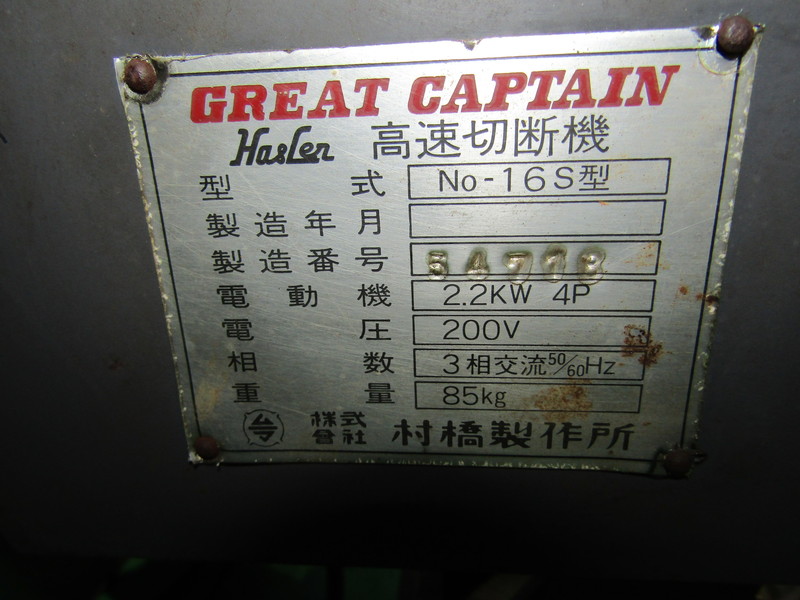 GREAT CAPTAIN
HasLen 高速切断機
型式 No-16S型
製造年月
製造番号
電動機 2.2KW 4P
電圧 200V
相数 3相交流50/60Hz
重量 85kg
株式会社 村橋製作所